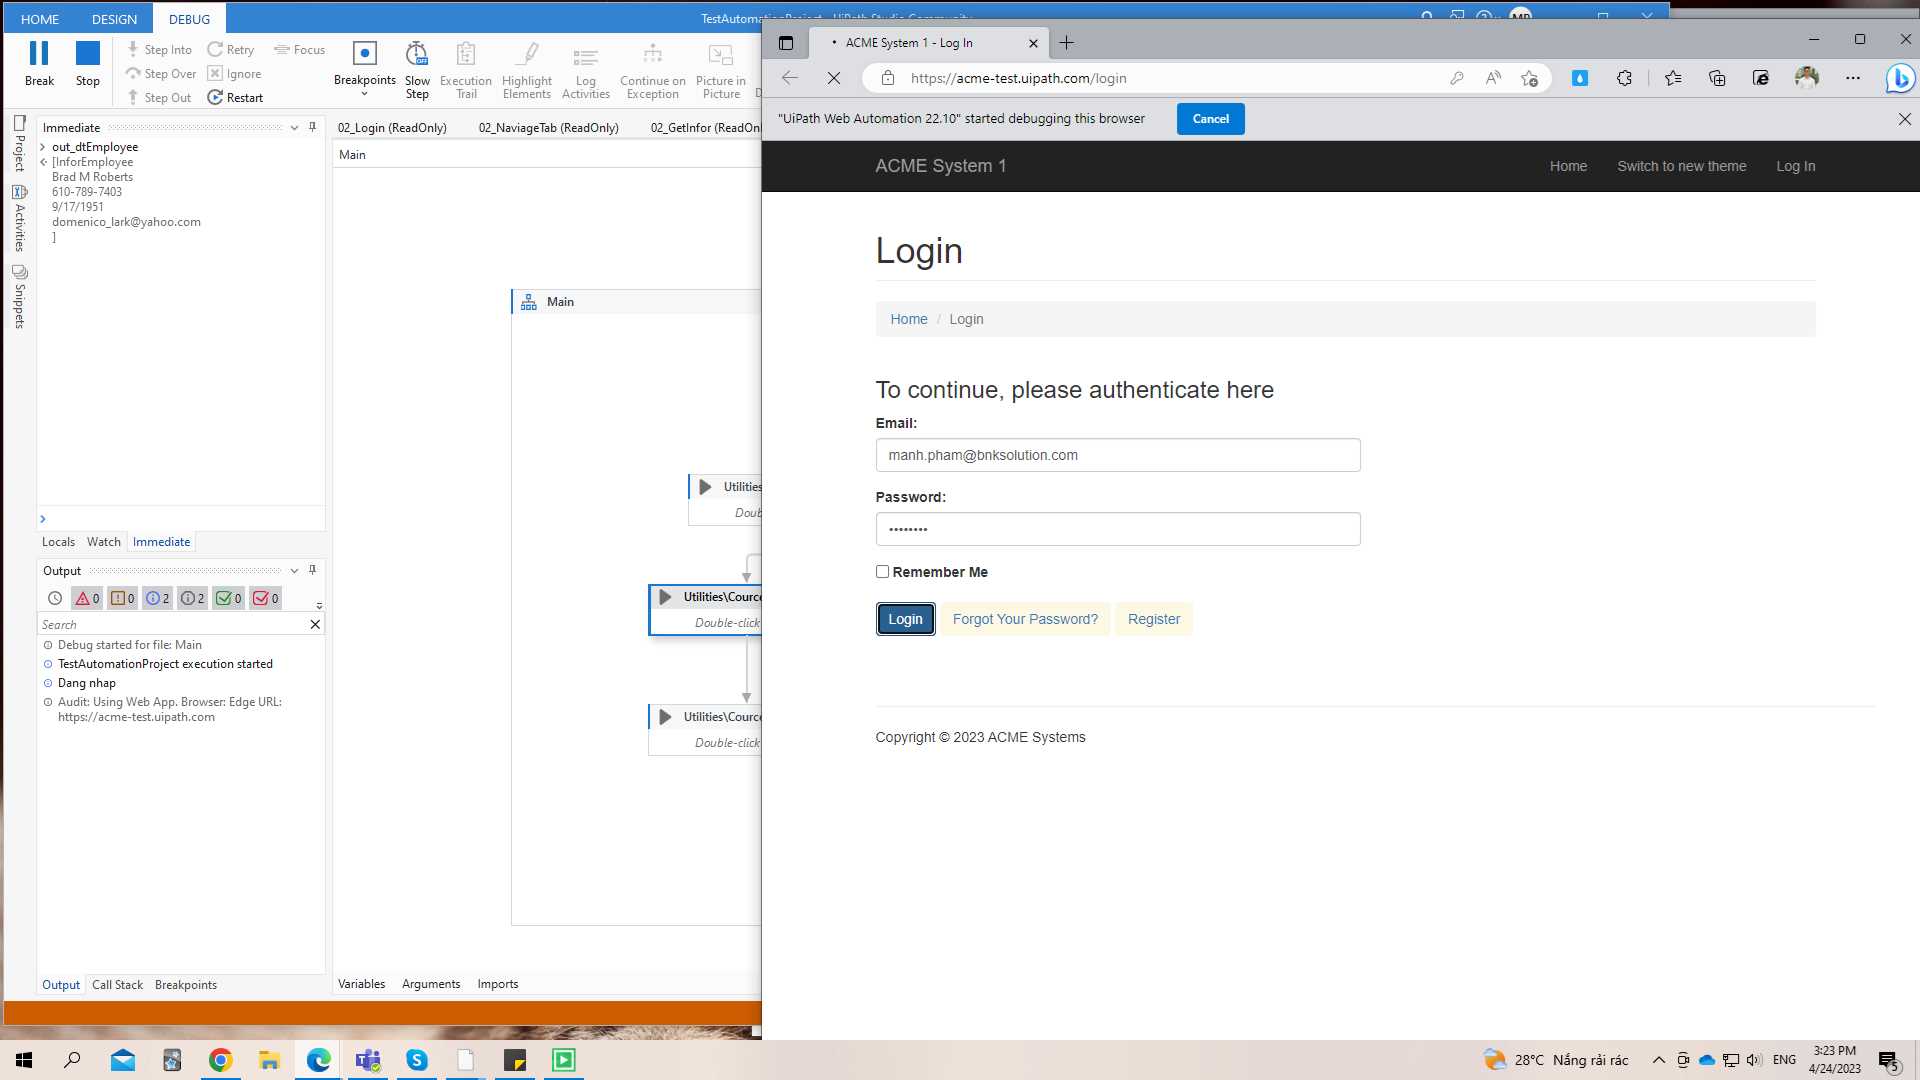 HOME DESIGN DEBUG
TestAutomationProject - UiPath Studio Community
Break
Stop
Step Into
Step Over
Step Out
Retry
Ignore
Restart
Focus
Breakpoints
Slow
Step
Execution
Trail
Highlight
Elements
Log
Activities
Continue on
Exception
Picture in
Picture
Project
Activities
Snippets
Immediate
out_dtEmployee
[InforEmployee
Brad M Roberts
610-789-7403
9/17/1951
domenico_lark@yahoo.com
]
Locals Watch Immediate
Output
0 0 2 2 0 0
Search
Debug started for file: Main
TestAutomationProject execution started
Dang nhap
Audit: Using Web App. Browser: Edge URL:
https://acme-test.uipath.com
Output Call Stack Breakpoints
02_Login (ReadOnly) 02_NaviageTab (ReadOnly) 02_GetInfor (ReadOn
Main
Main
Utilities
Doub
Utilities\Cource
Double-click
Utilities\Cource
Double-click
Variables Arguments Imports
ACME System 1 - Log In
https://acme-test.uipath.com/login
"UiPath Web Automation 22.10" started debugging this browser
Cancel
ACME System 1
Home Switch to new theme Log In
Login
Home / Login
To continue, please authenticate here
Email:
manh.pham@bnksolution.com
Password:
••••••••
Remember Me
Login Forgot Your Password? Register
Copyright © 2023 ACME Systems
28°C Nắng rải rác
ENG
3:23 PM
4/24/2023
5